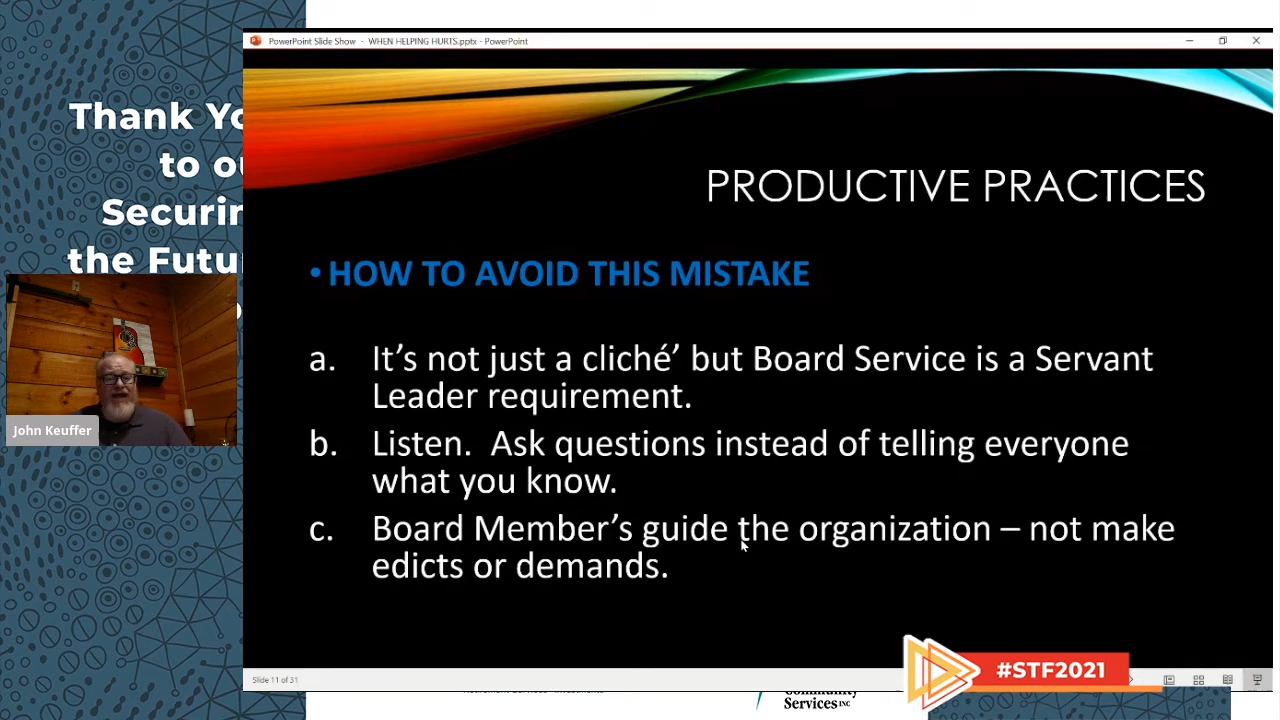 PowerPoint Slide Show - WHEN HELPING HURTS.pptx - PowerPoint
Thank Yo
to ou
Securin
the Futu
John Keuffer
PRODUCTIVE PRACTICES
• HOW TO AVOID THIS MISTAKE
a. It’s not just a cliché’ but Board Service is a Servant
Leader requirement.
b. Listen. Ask questions instead of telling everyone
what you know.
c. Board Member’s guide the organization – not make
edicts or demands.
#STF2021
Slide 11 of 31
Community
Services INC